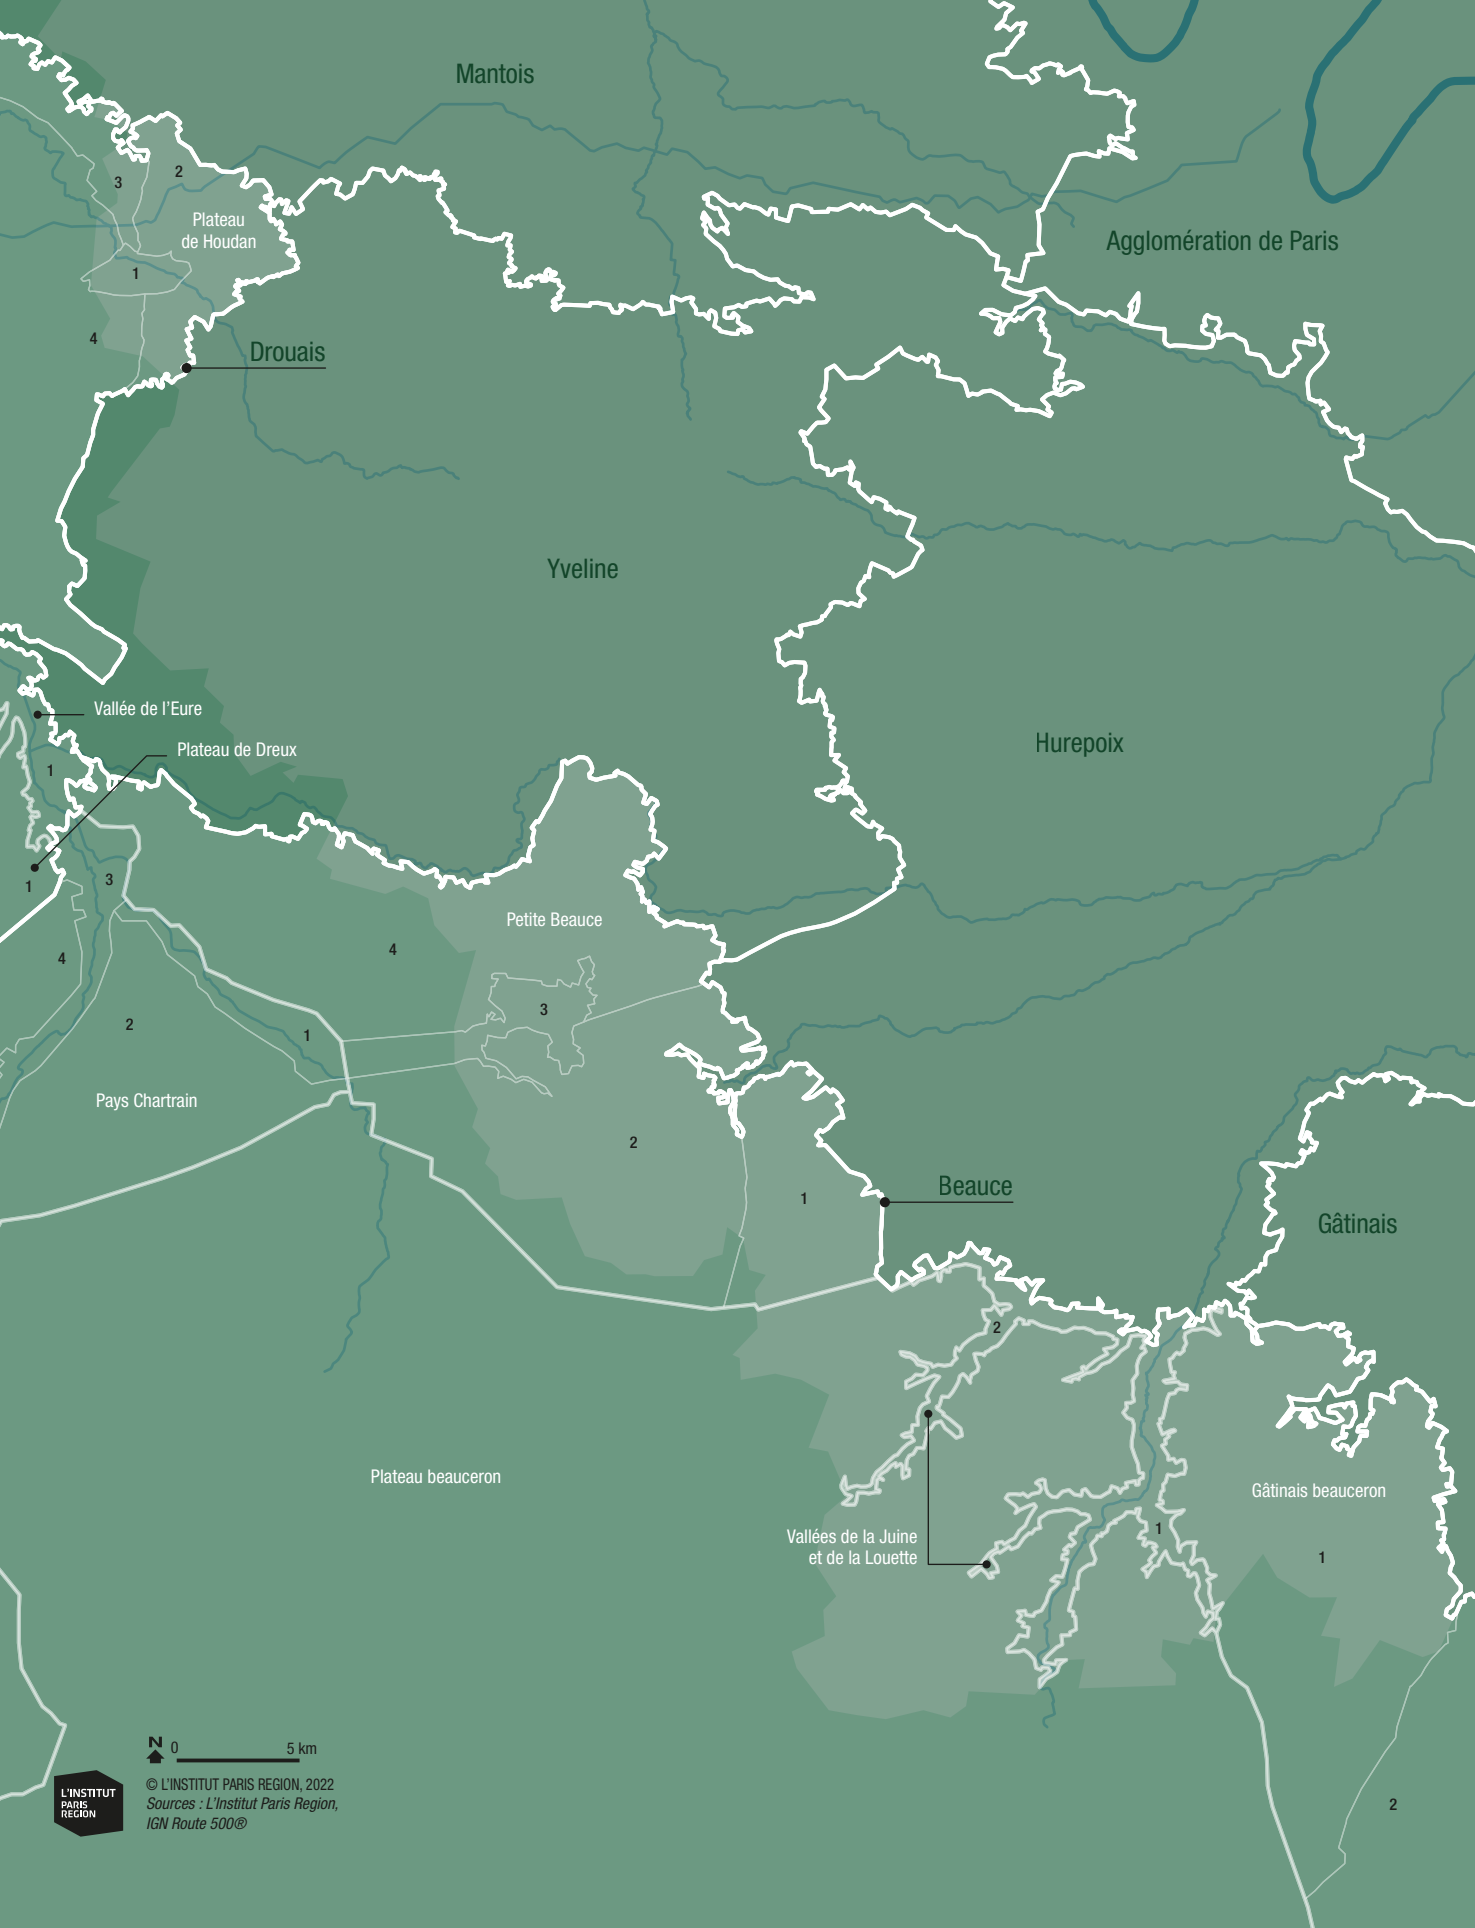 Mantois
3
2
Plateau
de Houdan
Agglomération de Paris
1
4
Drouais
Yveline
Vallée de l'Eure
Plateau de Dreux
Hurepoix
1
1
3
Petite Beauce
4
4
3
2
1
Pays Chartrain
2
1
Beauce
Gâtinais
2
Plateau beauceron
Gâtinais beauceron
Vallées de la Juine
et de la Louette
1
1
N
0
5 km
© L'INSTITUT PARIS REGION, 2022
Sources : L'Institut Paris Region,
IGN Route 500®
L'INSTITUT
PARIS
REGION
2